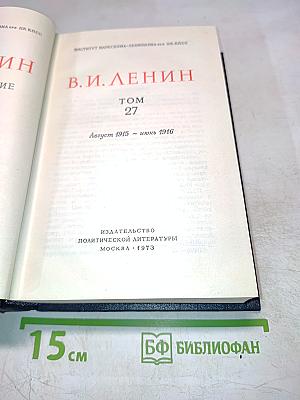 ИНСТИТУТ МАРКСИЗМА-ЛЕНИНИЗМА ПРИ ЦК КПСС
В.И.ЛЕНИН
ТОМ
27
Август 1915 ~ июнь 1916
ИЗДАТЕЛЬСТВО
ПОЛИТИЧЕСКОЙ ЛИТЕРАТУРЫ
МОСКВА • 1973
15 см
БФ БИБЛИОФАН